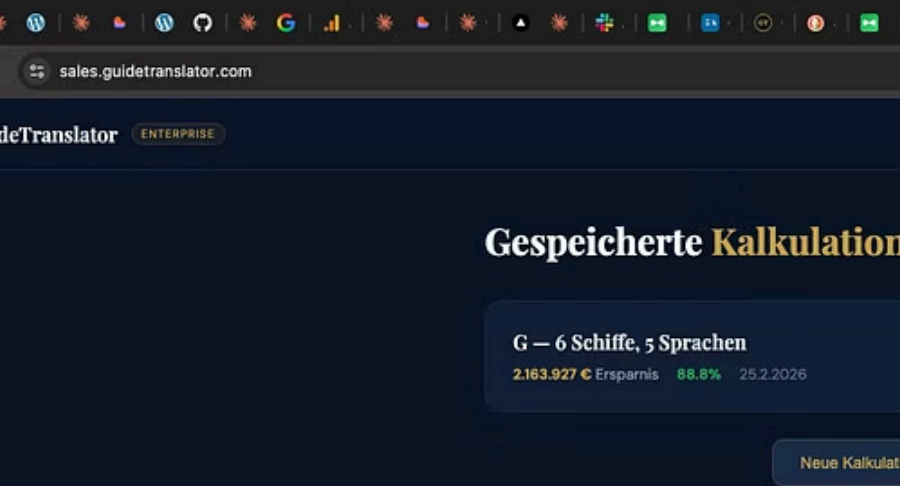 sales.guidetranslator.com
deTranslator ENTERPRISE
Gespeicherte Kalkulation
G — 6 Schiffe, 5 Sprachen
2.163.927 € Ersparnis 88.8% 25.2.2026
Neue Kalkulat